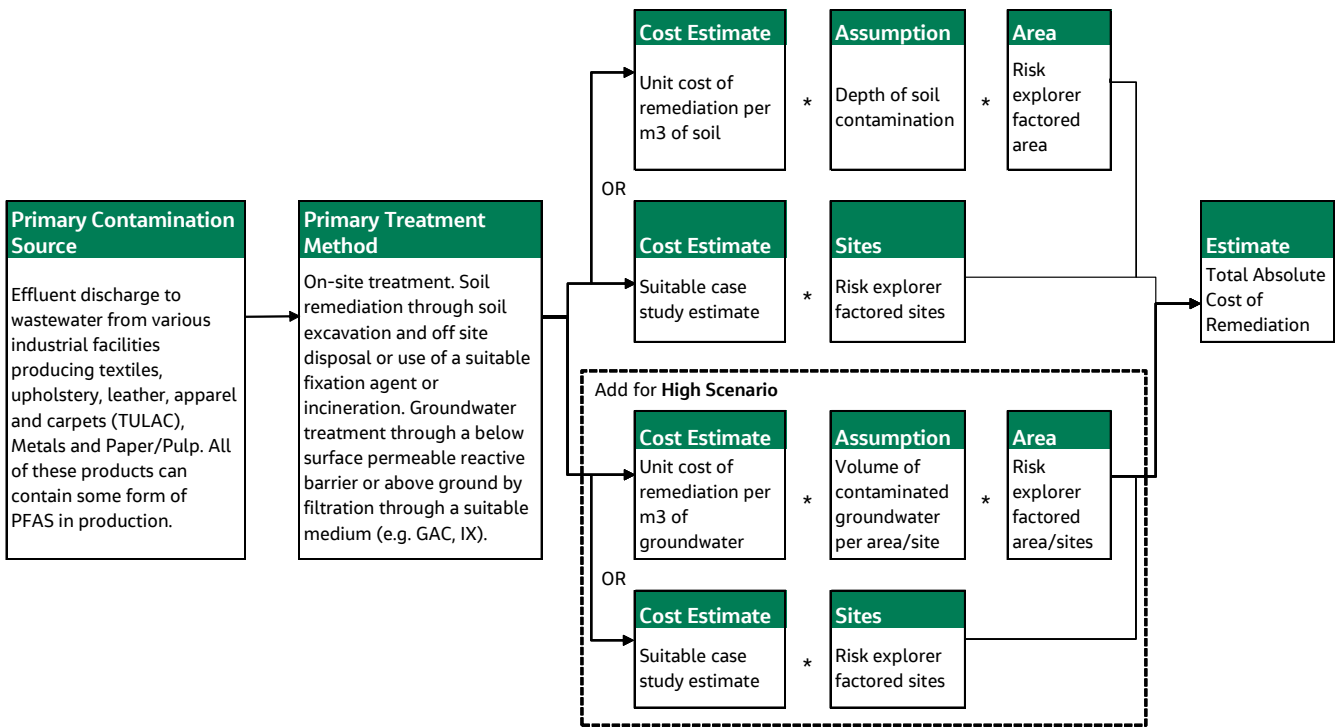 Primary Contamination
Source
Effluent discharge to
wastewater from various
industrial facilities
producing textiles,
upholstery, leather, apparel
and carpets (TULAC),
Metals and Paper/Pulp. All
of these products can
contain some form of
PFAS in production.
Primary Treatment
Method
On-site treatment. Soil
remediation through soil
excavation and off site
disposal or use of a suitable
fixation agent or
incineration. Groundwater
treatment through a below
surface permeable reactive
barrier or above ground by
filtration through a suitable
medium (e.g. GAC, IX).
Cost Estimate
Unit cost of
remediation per
m3 of soil
*
Assumption
Depth of soil
contamination
*
Area
Risk
explorer
factored
area
OR
Cost Estimate
Suitable case
study estimate
*
Sites
Risk explorer
factored sites
Add for High Scenario
Cost Estimate
Unit cost of
remediation per
m3 of
groundwater
*
Assumption
Volume of
contaminated
groundwater
per area/site
*
Area
Risk
explorer
factored
area/sites
OR
Cost Estimate
Suitable case
study estimate
*
Sites
Risk explorer
factored sites
Estimate
Total Absolute
Cost of
Remediation